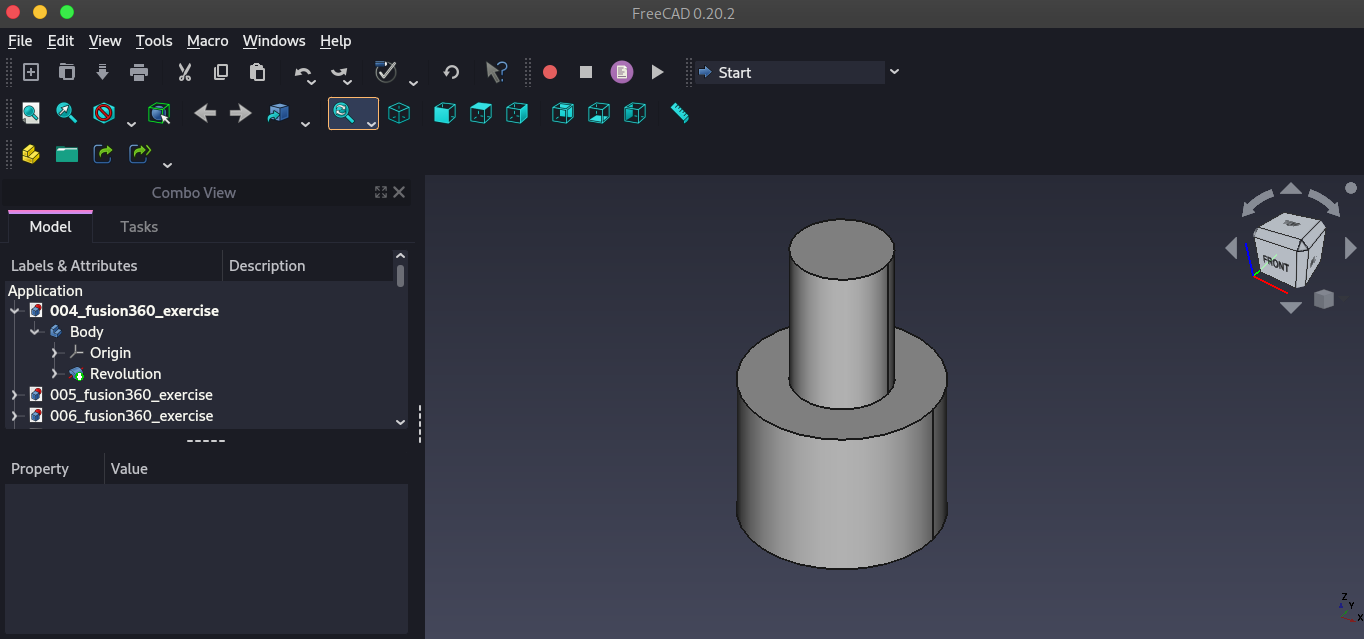 FreeCAD 0.20.2
File Edit View Tools Macro Windows Help
Start
Combo View
Model Tasks
Labels & Attributes Description
Application
004_fusion360_exercise
Body
Origin
Revolution
005_fusion360_exercise
006_fusion360_exercise
Property Value
FRONT
Z
Y
X